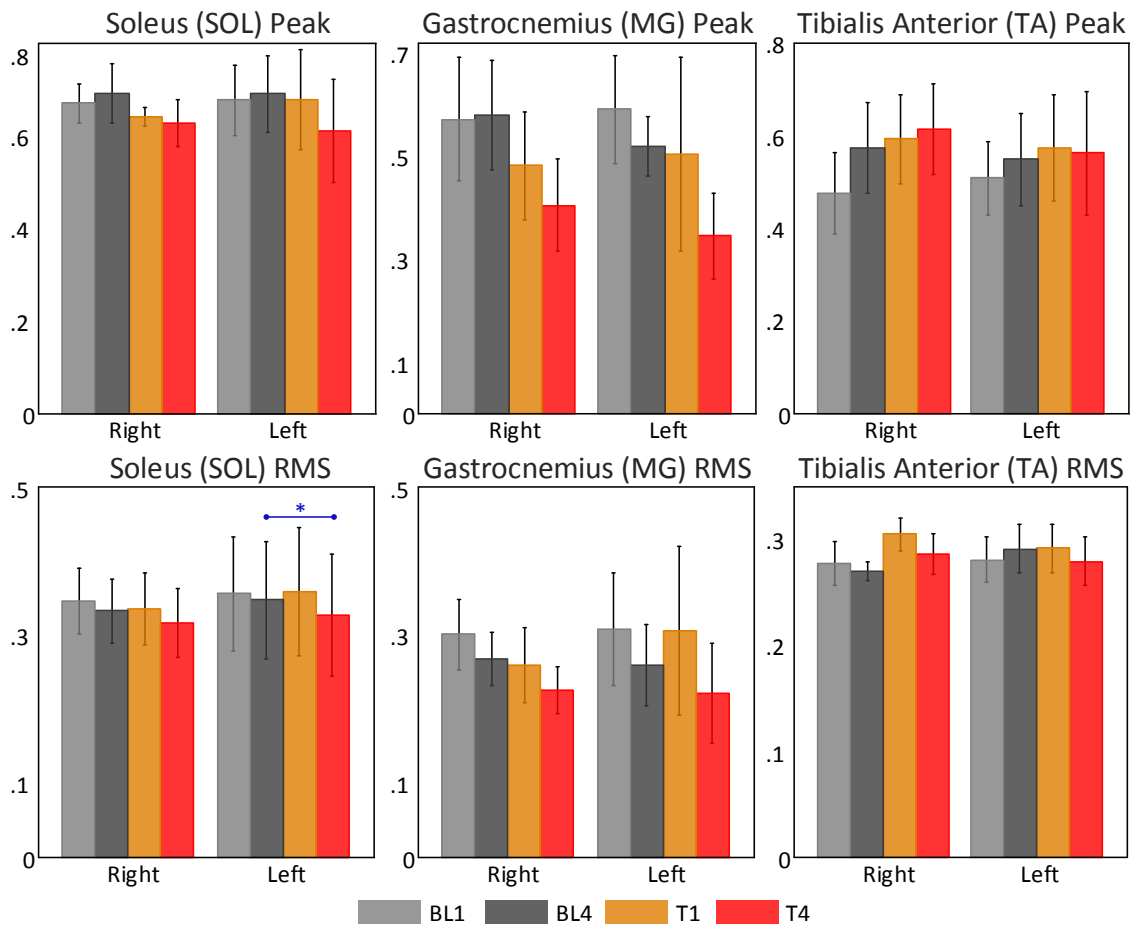 Soleus (SOL) Peak
.8
.6
.4
.2
0
Right Left
Gastrocnemius (MG) Peak
.7
.5
.3
.1
0
Right Left
Tibialis Anterior (TA) Peak
.8
.6
.4
.2
0
Right Left
Soleus (SOL) RMS
.5
*
.3
.1
0
Right Left
Gastrocnemius (MG) RMS
.5
.3
.1
0
Right Left
Tibialis Anterior (TA) RMS
.3
.2
.1
0
Right Left
BL1 BL4 T1 T4